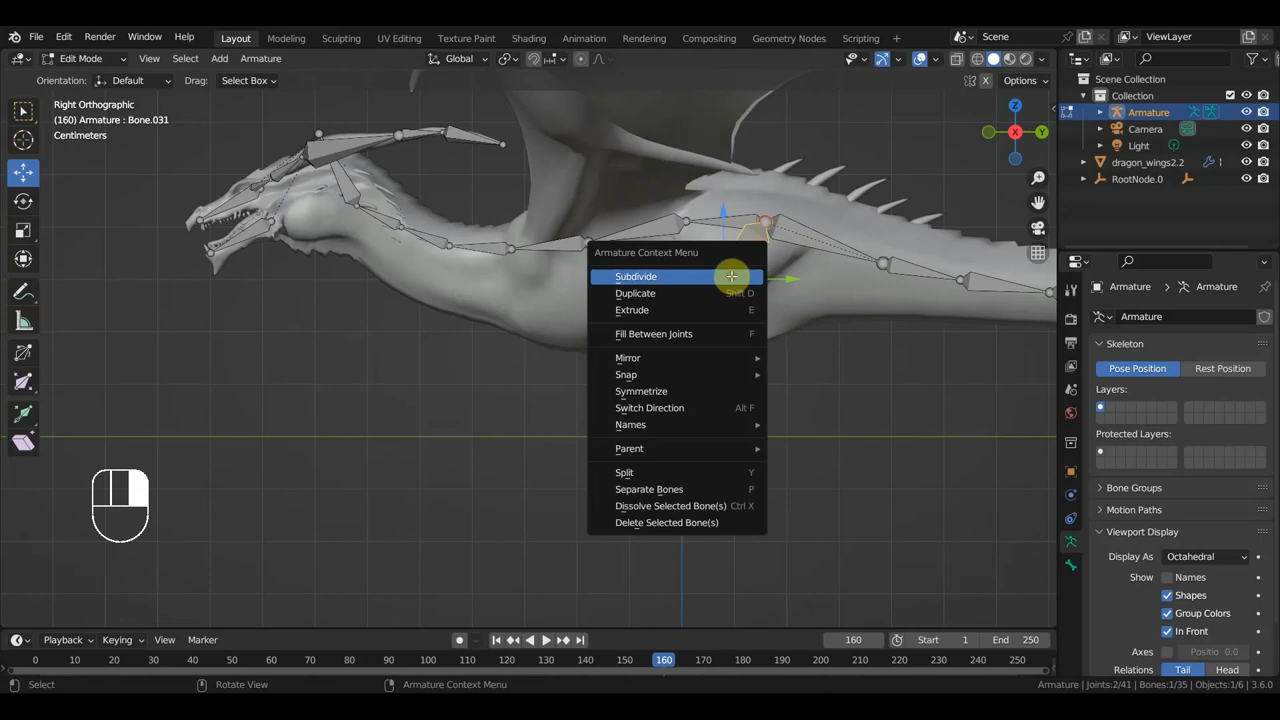 File Edit Render Window Help Layout Modeling Sculpting UV Editing Texture Paint Shading Animation Rendering Compositing Geometry Nodes Scripting + Scene ViewLayer
Edit Mode View Select Add Armature Global
Orientation: Default Drag: Select Box X Options
Right Orthographic
(160) Armature : Bone.031
Centimeters
Z
X
Y
Armature Context Menu
Subdivide
Duplicate Shift D
Extrude E
Fill Between Joints F
Mirror
Snap
Symmetrize
Switch Direction Alt F
Names
Parent
Split Y
Separate Bones P
Dissolve Selected Bone(s) Ctrl X
Delete Selected Bone(s)
Scene Collection
Collection
Armature
Camera
Light
dragon_wings2.2 1
RootNode.0
Armature Armature
Armature
Skeleton
Pose Position Rest Position
Layers:
Protected Layers:
Bone Groups
Motion Paths
Viewport Display
Display As Octahedral
Show Names
Shapes
Group Colors
In Front
Axes Positio 0.0
Relations Tail Head
Playback Keying View Marker 160 Start 1 End 250
0 10 20 30 40 50 60 70 80 90 100 110 120 130 140 150 160 170 180 190 200 210 220 230 240 250
Select Rotate View Armature Context Menu Armature | Joints:2/41 | Bones:1/35 | Objects:1/6 | 3.6.0